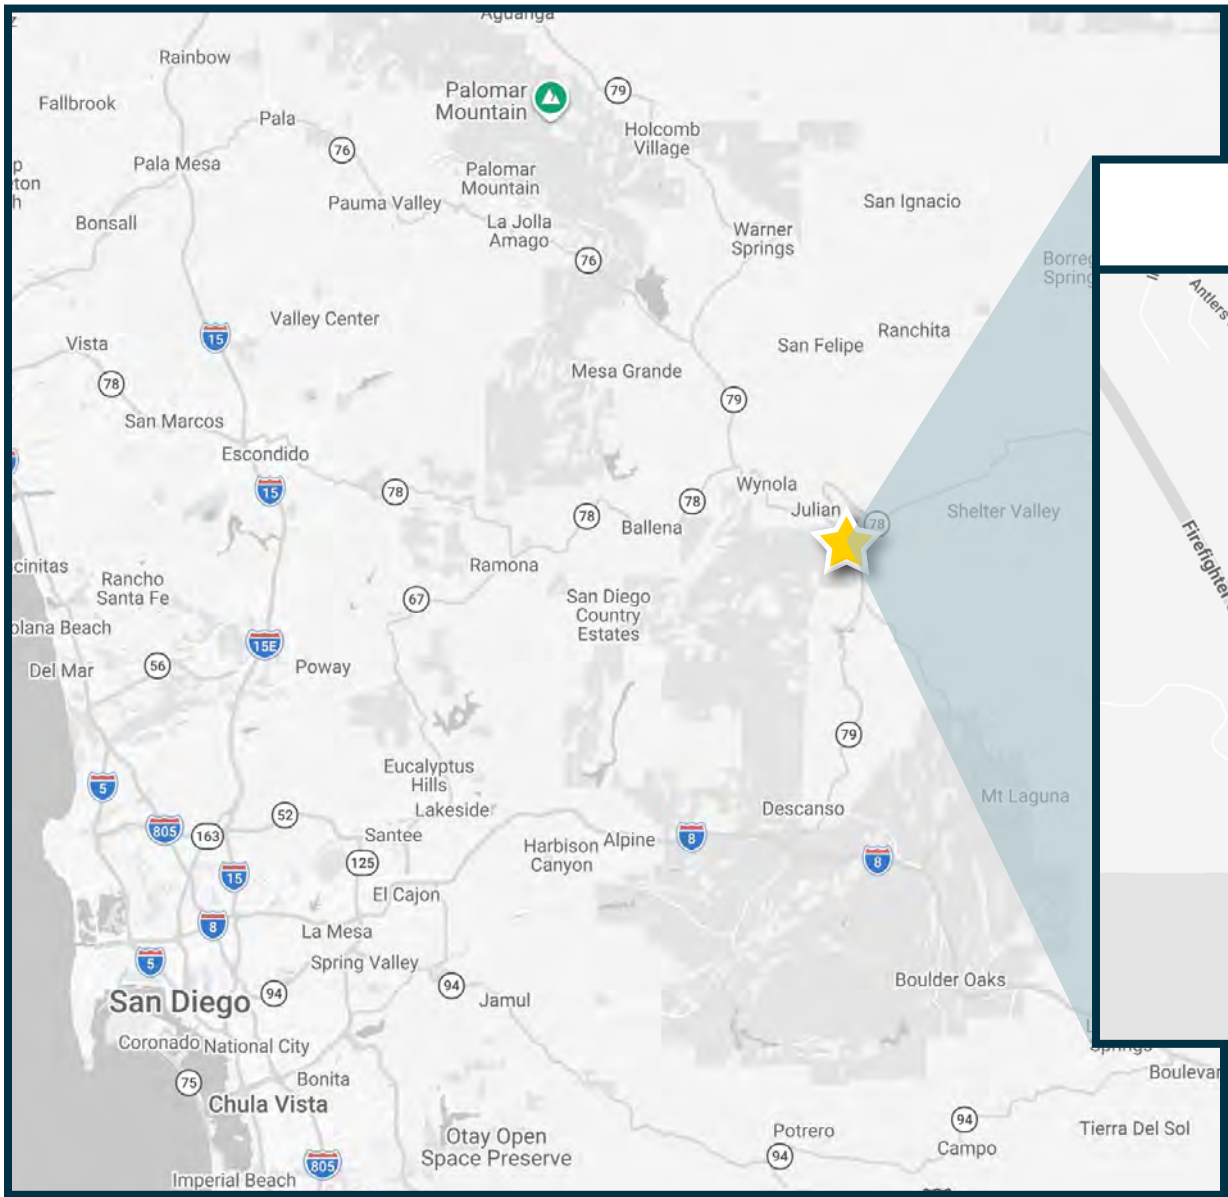 Aguanga
Rainbow
Fallbrook
Palomar
Mountain
79
Pala
76
Holcomb
Village
Pala Mesa
Palomar
Mountain
Pauma Valley
San Ignacio
Bonsall
La Jolla
Amago
Warner
Springs
76
Borreg
Spring
Antlers
15
Valley Center
Ranchita
Vista
San Felipe
78
Mesa Grande
79
San Marcos
Escondido
15
78
Wynola
78
Julian
78
Shelter Valley
78
Ballena
Firefighter
cinitas
Rancho
Santa Fe
Ramona
67
San Diego
Country
Estates
olana Beach
15E
Del Mar
56
Poway
79
Eucalyptus
Hills
5
Mt Laguna
Lakeside
Descanso
52
805
163
Santee
Harbison
Canyon
Alpine
8
8
125
15
El Cajon
8
La Mesa
5
Spring Valley
Boulder Oaks
San Diego
94
94
Jamul
Coronado
National City
Springs
75
Bonita
Boulevar
Chula Vista
94
Otay Open
Space Preserve
Potrero
94
Campo
Tierra Del Sol
805
Imperial Beach